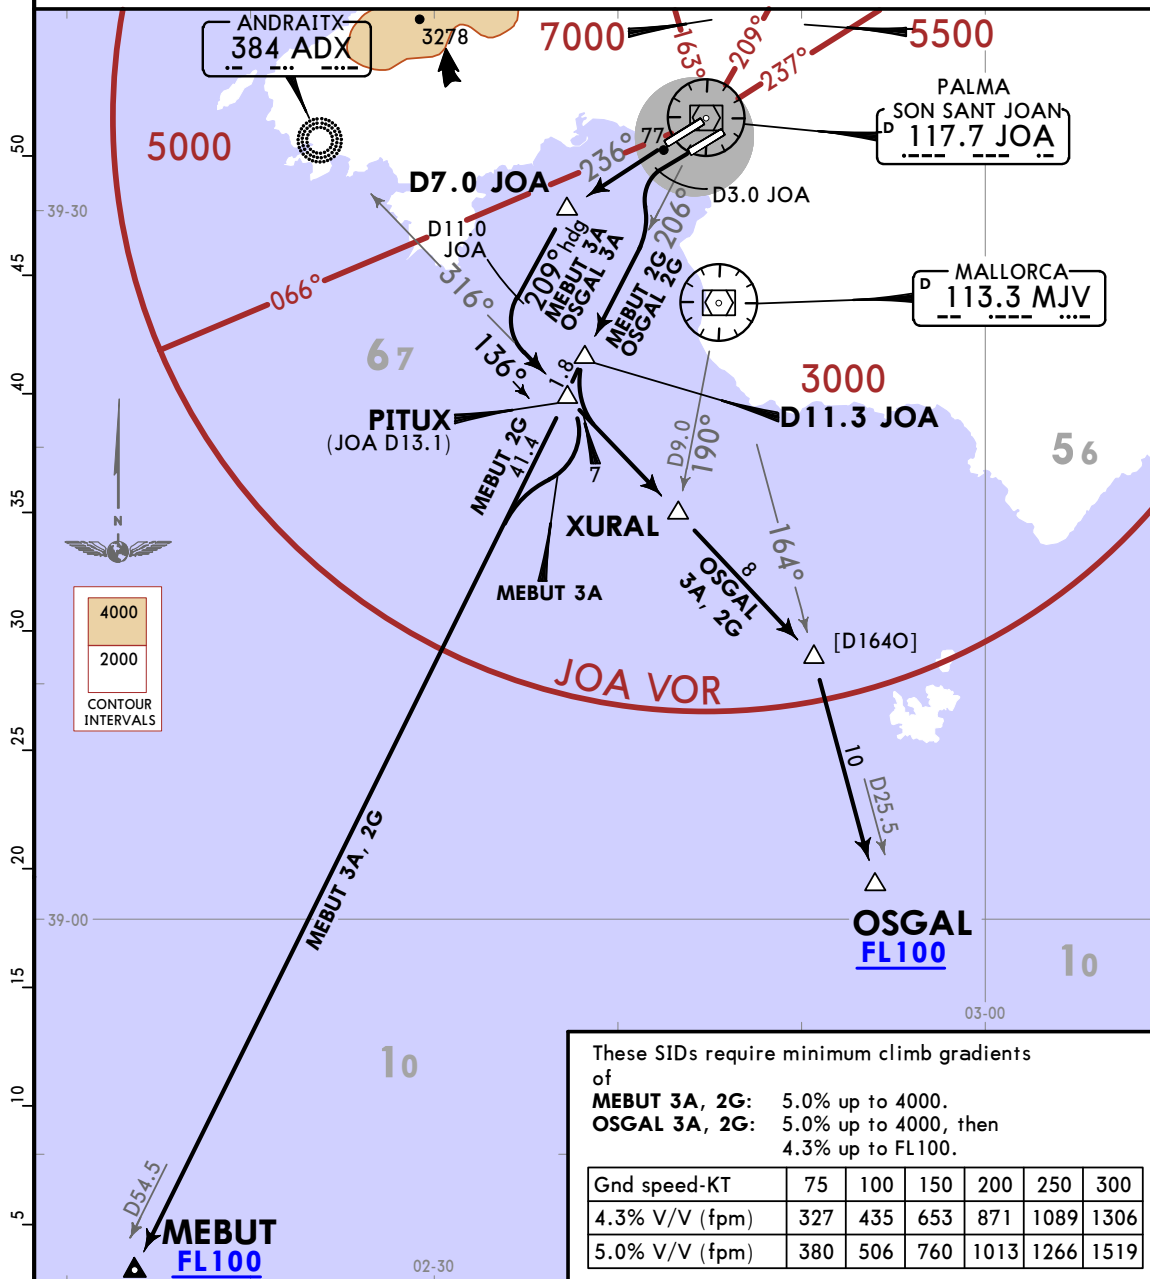 ANDRAITX
384 ADX
3278
7000
163°
209°
237°
5500
PALMA
SON SANT JOAN
D 117.7 JOA
5000
50
236°
77
D7.0 JOA
D3.0 JOA
39-30
D11.0
JOA
209° hdg
MEBUT 3A
OSGAL 3A
206°
MEBUT 2G
OSGAL 2G
45
066°
316°
MALLORCA
D 113.3 MJV
67
136°
1.8
3000
40
PITUX
(JOA D13.1)
D11.3 JOA
MEBUT 2G
41.4
7
D9.0
190°
56
35
N
XURAL
164°
MEBUT 3A
8
OSGAL
3A, 2G
4000
2000
CONTOUR
INTERVALS
30
[D164O]
JOA VOR
25
10
D25.5
20
MEBUT 3A, 2G
39-00
OSGAL
FL100
10
15
03-00
10
10
These SIDs require minimum climb gradients
of
MEBUT 3A, 2G: 5.0% up to 4000.
OSGAL 3A, 2G: 5.0% up to 4000, then
4.3% up to FL100.
Gnd speed-KT 75 100 150 200 250 300
4.3% V/V (fpm) 327 435 653 871 1089 1306
5.0% V/V (fpm) 380 506 760 1013 1266 1519
D54.5
5
MEBUT
FL100
02-30